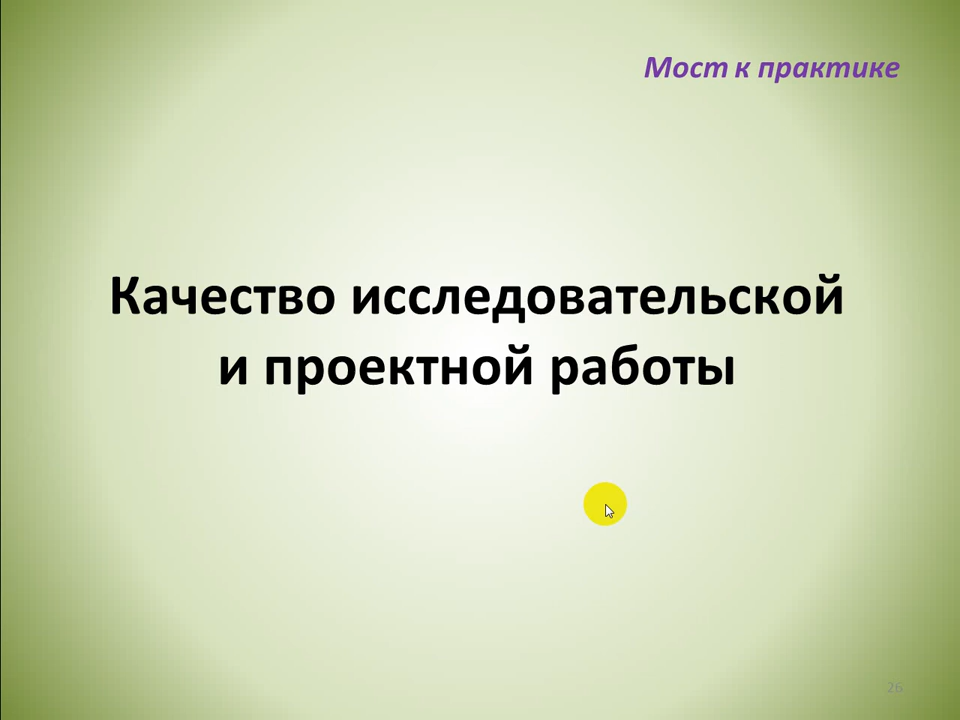 Мост к практике
Качество исследовательской
и проектной работы
26